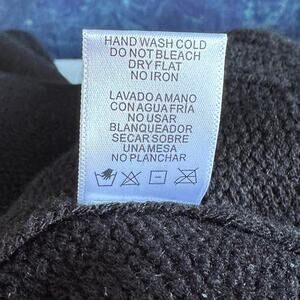 HAND WASH COLD
DO NOT BLEACH
DRY FLAT
NO IRON
LAVADO A MANO
CON AGUA FRÍA
NO USAR
BLANQUEADOR
SECAR SOBRE
UNA MESA
NO PLANCHAR